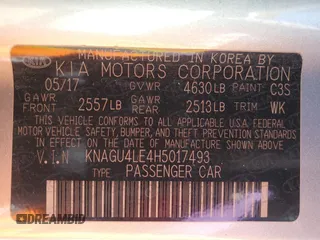 MANUFACTURED IN KOREA BY
KIA KIA MOTORS CORPORATION
05/17 GVWR 4630LB PAINT C3S
GAWR FRONT 2557LB GAWR REAR 2513LB TRIM WK
THIS VEHICLE CONFORMS TO ALL APPLICABLE U.S.A FEDERAL
MOTOR VEHICLE SAFETY, BUMPER, AND THEFT PREVENTION
STANDARDS IN EFFECT ON THE DATE OF MANUFACTURE SHOWN ABOVE.
V.I.N KNAGU4LE4H5017493
TYPE: PASSENGER CAR
DREAMBID